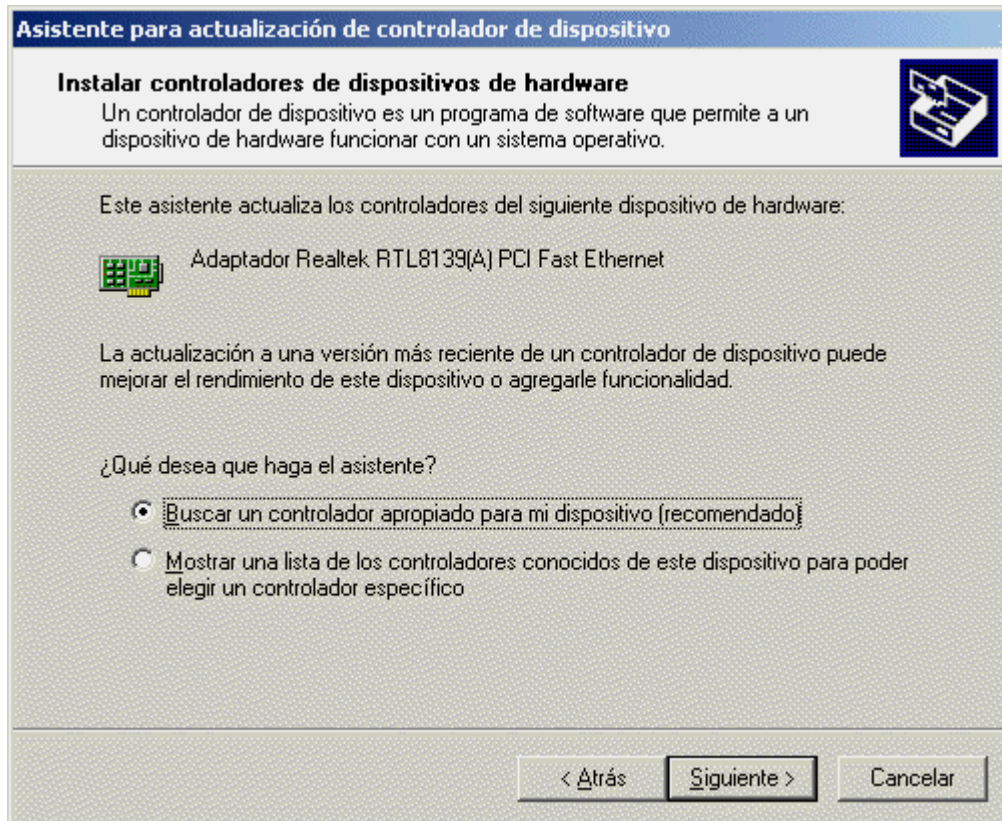 Asistente para actualización de controlador de dispositivo
Instalar controladores de dispositivos de hardware
Un controlador de dispositivo es un programa de software que permite a un
dispositivo de hardware funcionar con un sistema operativo.
Este asistente actualiza los controladores del siguiente dispositivo de hardware:
Adaptador Realtek RTL8139(A) PCI Fast Ethernet
La actualización a una versión más reciente de un controlador de dispositivo puede
mejorar el rendimiento de este dispositivo o agregarle funcionalidad.
¿Qué desea que haga el asistente?
Buscar un controlador apropiado para mi dispositivo (recomendado)
Mostrar una lista de los controladores conocidos de este dispositivo para poder
elegir un controlador específico
< Atrás Siguiente > Cancelar